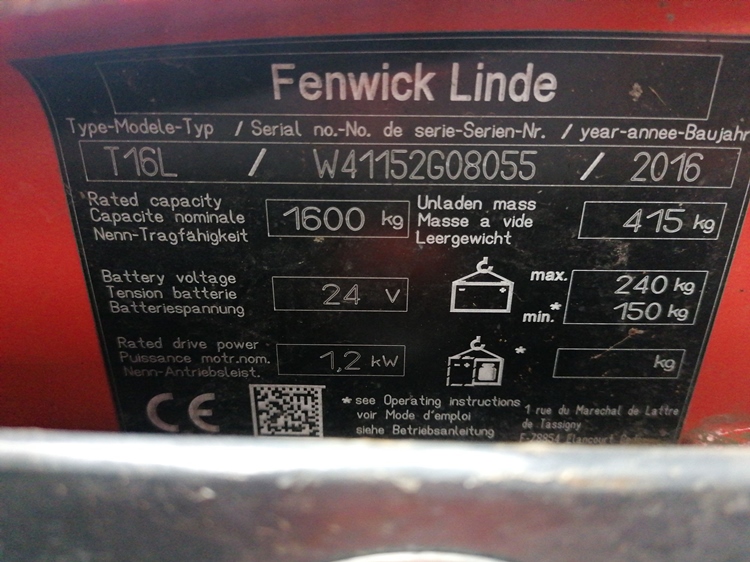 Fenwick Linde
Type-Modele-Typ / Serial no.-No. de serie-Serien-Nr. / year-annee-Baujahr
T16L / W41152G08055 / 2016
Rated capacity
Capacite nominale
Nenn-Tragfähigkeit
1600 kg
Unladen mass
Masse a vide
Leergewicht
415 kg
Battery voltage
Tension batterie
Batteriespannung
24 V
max. 240 kg
min.* 150 kg
Rated drive power
Puissance motr.nom.
Nenn-Antriebsleist.
1,2 kW
* kg
CE
* see Operating instructions
voir Mode d'emploi
siehe Betriebsanleitung
1 rue du Marechal de Lattre
de Tassigny
F-78854 Elancourt